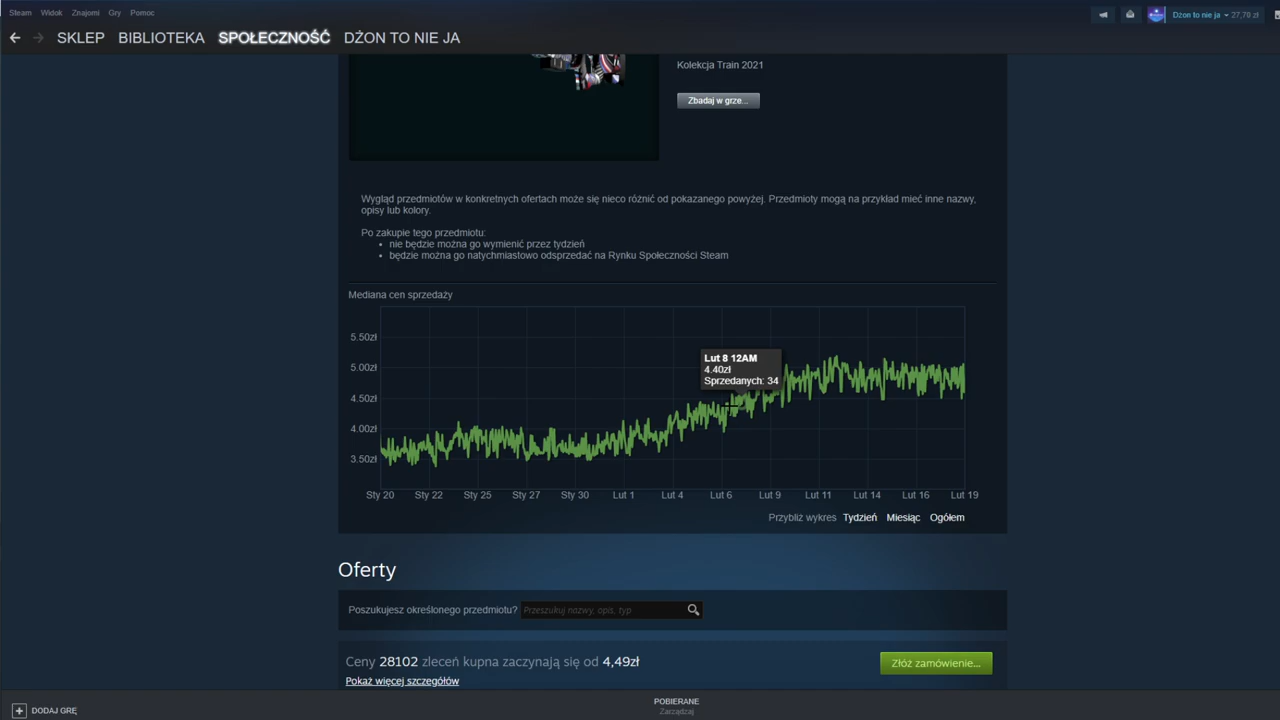 Steam Widok Znajomi Gry Pomoc
Dżon to nie ja 27,70 zł
SKLEP BIBLIOTEKA SPOŁECZNOŚĆ DŻON TO NIE JA
Kolekcja Train 2021
Zbadaj w grze...
Wygląd przedmiotów w konkretnych ofertach może się nieco różnić od pokazanego powyżej. Przedmioty mogą na przykład mieć inne nazwy,
opisy lub kolory.
Po zakupie tego przedmiotu:
• nie będzie można go wymienić przez tydzień
• będzie można go natychmiastowo odsprzedać na Rynku Społeczności Steam
Mediana cen sprzedaży
5.50zł
5.00zł
4.50zł
4.00zł
3.50zł
Lut 8 12AM
4.40zł
Sprzedanych: 34
Sty 20 Sty 22 Sty 25 Sty 27 Sty 30 Lut 1 Lut 4 Lut 6 Lut 9 Lut 11 Lut 14 Lut 16 Lut 19
Przybliż wykres Tydzień Miesiąc Ogółem
Oferty
Poszukujesz określonego przedmiotu? Przeszukuj nazwy, opis, typ
Ceny 28102 zleceń kupna zaczynają się od 4,49zł
Złóż zamówienie...
Pokaż więcej szczegółów
DODAJ GRĘ
POBIERANE
Zarządzaj